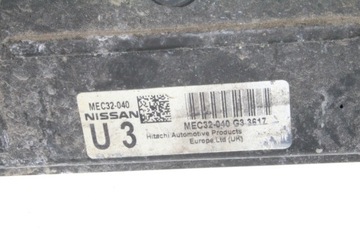 MEC32-040
NISSAN
U 3
MEC32-040 G3 3617
Hitachi Automotive Products
Europe Ltd (UK)